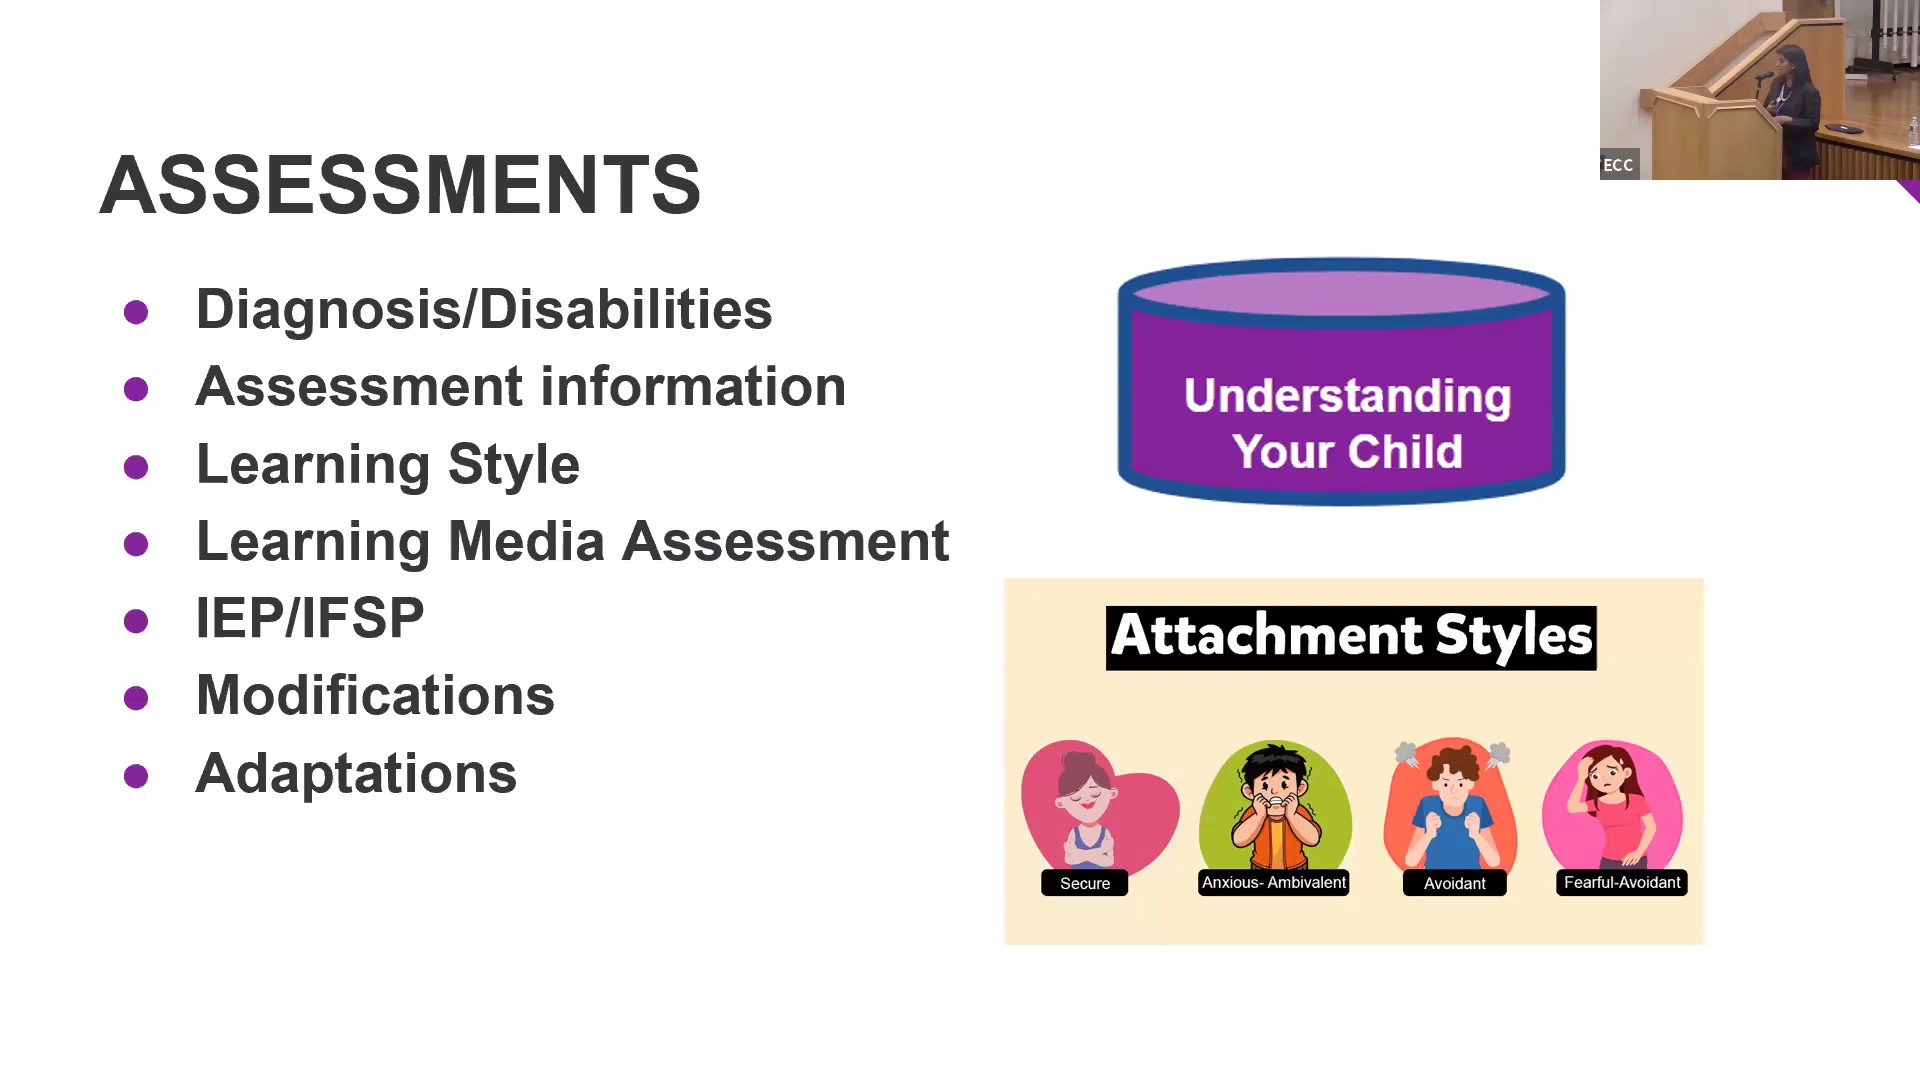 ASSESSMENTS
Diagnosis/Disabilities
Assessment information
Learning Style
Learning Media Assessment
IEP/IFSP
Modifications
Adaptations
ECC
Understanding
Your Child
Attachment Styles
Secure
Anxious- Ambivalent
Avoidant
Fearful-Avoidant